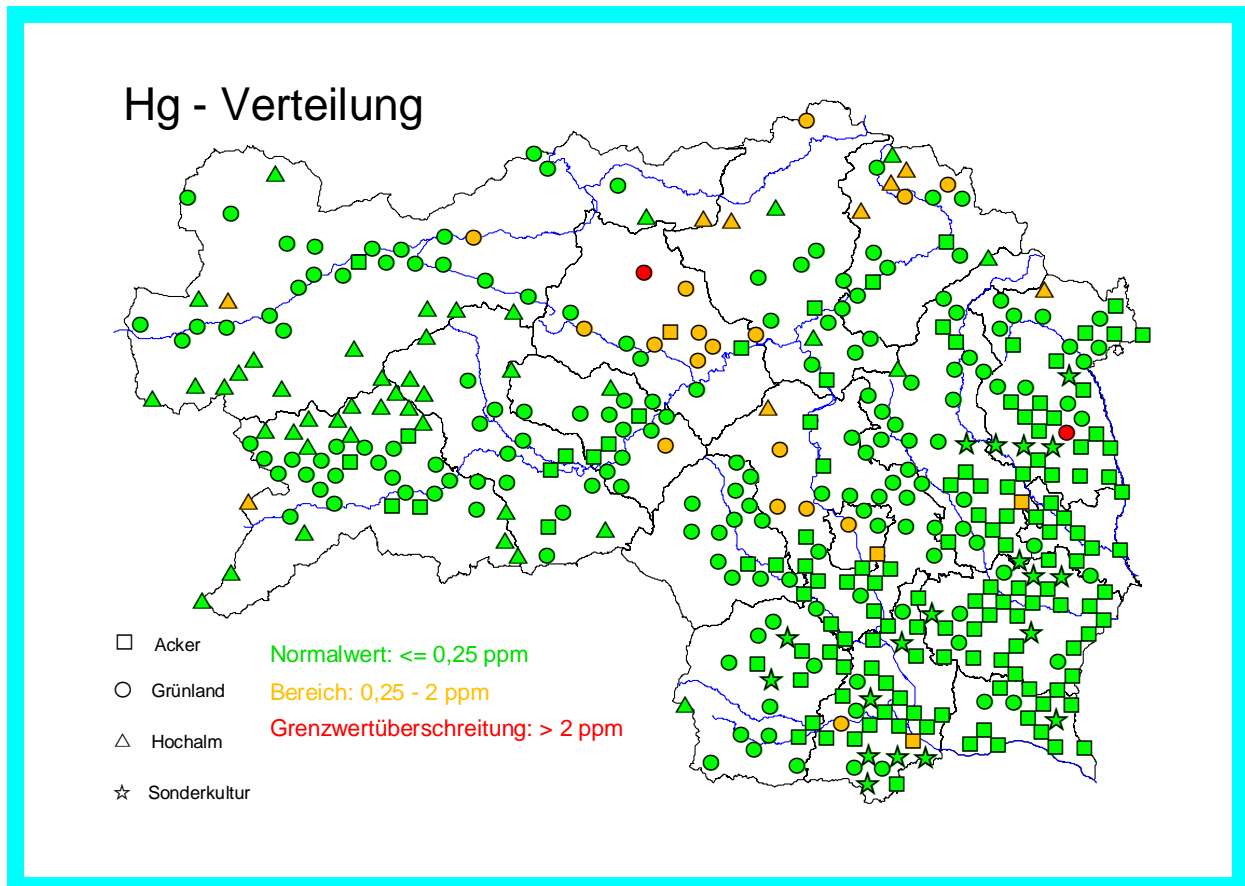 Hg - Verteilung
Acker
Normalwert: <= 0,25 ppm
Grünland
Bereich: 0,25 - 2 ppm
Hochalm
Grenzwertüberschreitung: > 2 ppm
Sonderkultur